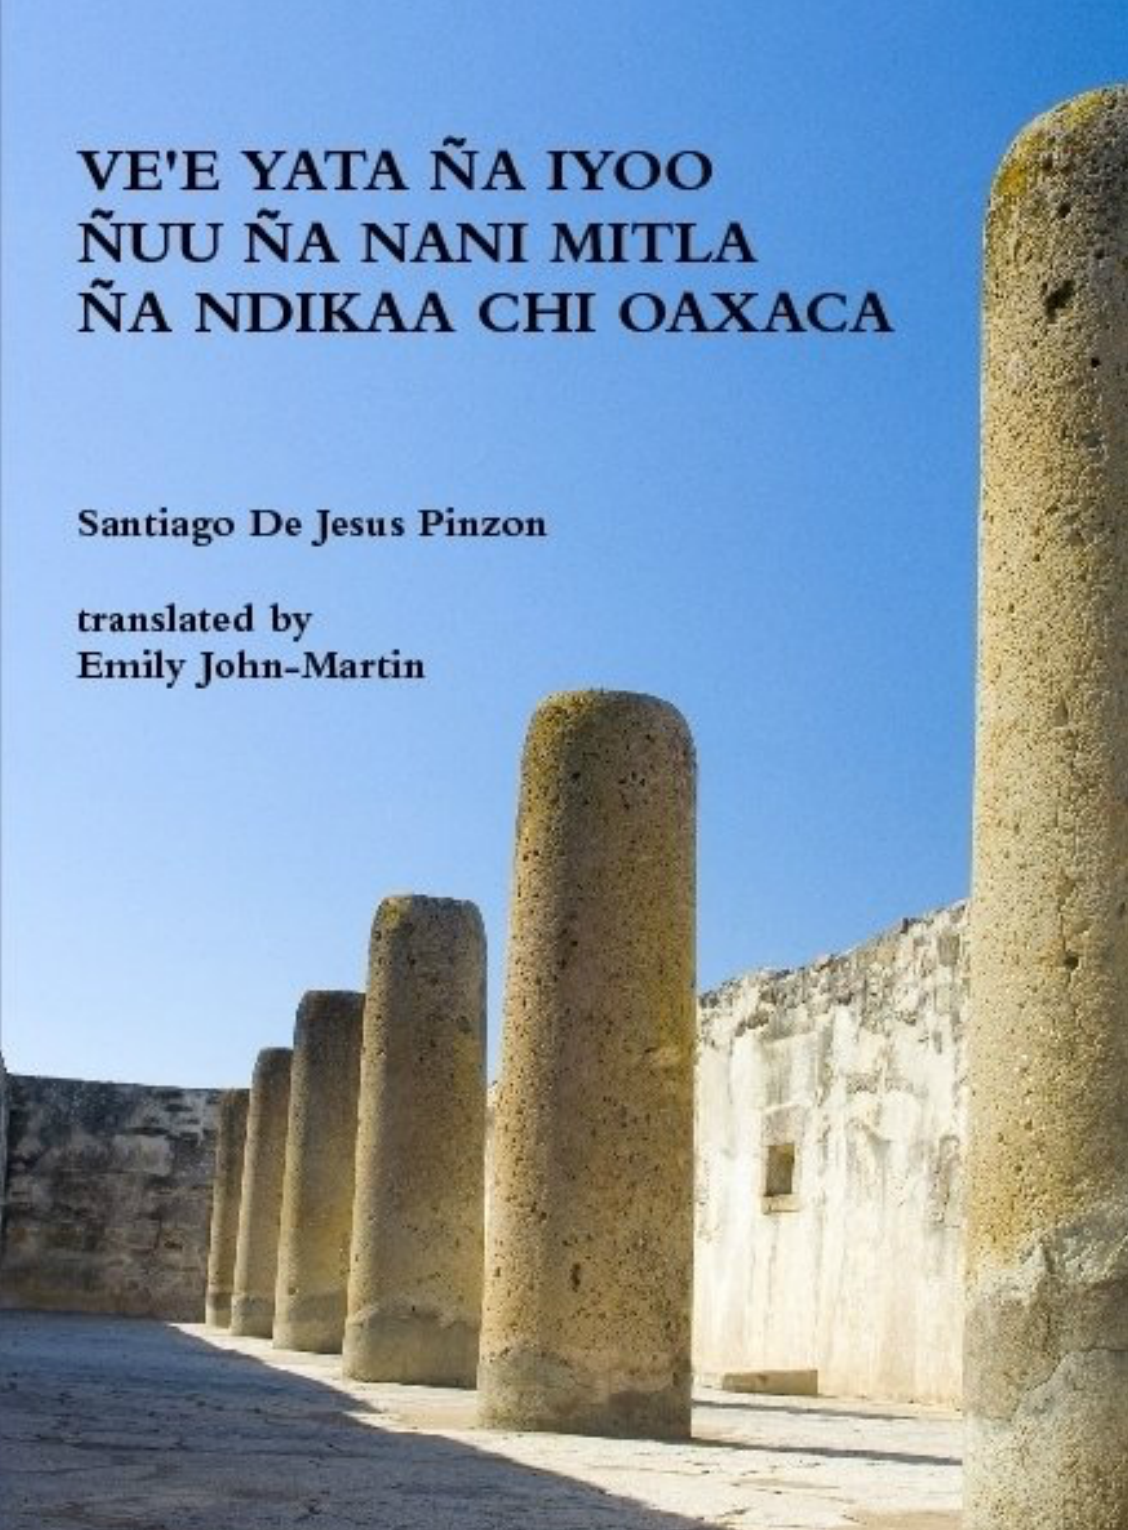 VE'E YATA ÑA IYOO
ÑUU ÑA NANI MITLA
ÑA NDIKAA CHI OAXACA
Santiago De Jesus Pinzon
translated by
Emily John-Martin